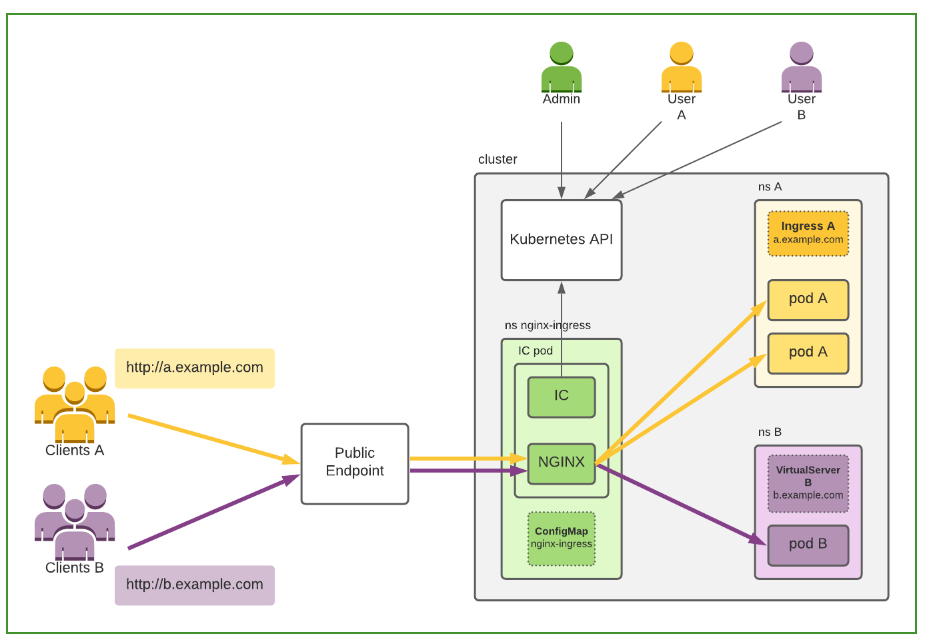 Admin
User
A
User
B
cluster
ns A
Kubernetes API
Ingress A
a.example.com
pod A
pod A
ns nginx-ingress
IC pod
IC
NGINX
ConfigMap
nginx-ingress
http://a.example.com
Clients A
Public
Endpoint
Clients B
http://b.example.com
ns B
VirtualServer
B
b.example.com
pod B